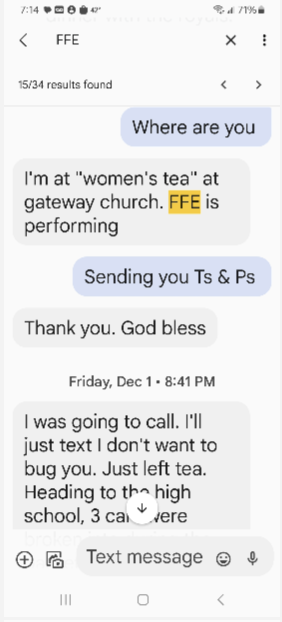 7:14
71%
FFE
15/34 results found
Where are you
I'm at "women's tea" at
gateway church. FFE is
performing
Sending you Ts & Ps
Thank you. God bless
Friday, Dec 1 • 8:41 PM
I was going to call. I'll
just text I don't want to
bug you. Just left tea.
Heading to the high
school, 3 were
Text message